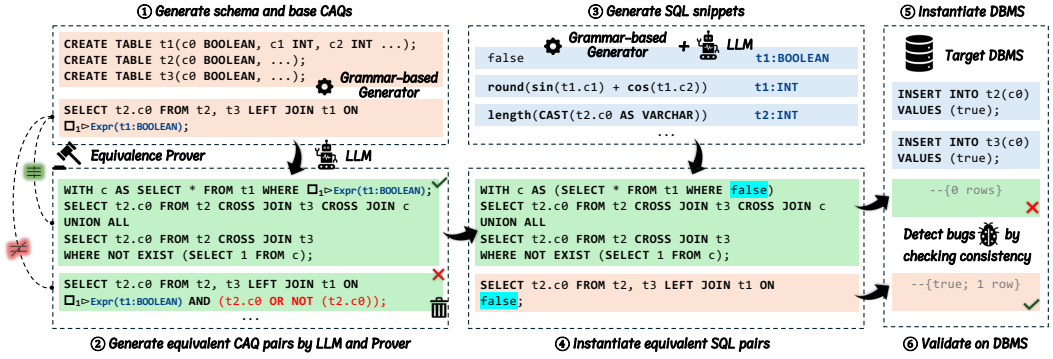 ① Generate schema and base CAQs
CREATE TABLE t1(c0 BOOLEAN, c1 INT, c2 INT ...);
CREATE TABLE t2(c0 BOOLEAN, ...);
CREATE TABLE t3(c0 BOOLEAN, ...);
Grammar-based
Generator
SELECT t2.c0 FROM t2, t3 LEFT JOIN t1 ON
□₁▷Expr(t1:BOOLEAN);
Equivalence Prover
LLM
≡
≢
WITH c AS SELECT * FROM t1 WHERE □₁▷Expr(t1:BOOLEAN);
SELECT t2.c0 FROM t2 CROSS JOIN t3 CROSS JOIN c
UNION ALL
SELECT t2.c0 FROM t2 CROSS JOIN t3
WHERE NOT EXIST (SELECT 1 FROM c);
SELECT t2.c0 FROM t2, t3 LEFT JOIN t1 ON
□₁▷Expr(t1:BOOLEAN) AND (t2.c0 OR NOT (t2.c0));
...
② Generate equivalent CAQ pairs by LLM and Prover
③ Generate SQL snippets
Grammar-based
Generator + LLM
false t1:BOOLEAN
round(sin(t1.c1) + cos(t1.c2)) t1:INT
length(CAST(t2.c0 AS VARCHAR)) t2:INT
...
WITH c AS (SELECT * FROM t1 WHERE false)
SELECT t2.c0 FROM t2 CROSS JOIN t3 CROSS JOIN c
UNION ALL
SELECT t2.c0 FROM t2 CROSS JOIN t3
WHERE NOT EXIST (SELECT 1 FROM c);
SELECT t2.c0 FROM t2, t3 LEFT JOIN t1 ON
false;
④ Instantiate equivalent SQL pairs
⑤ Instantiate DBMS
Target DBMS
INSERT INTO t2(c0)
VALUES (true);
INSERT INTO t3(c0)
VALUES (true);
--{0 rows}
Detect bugs by
checking consistency
--{true; 1 row}
⑥ Validate on DBMS